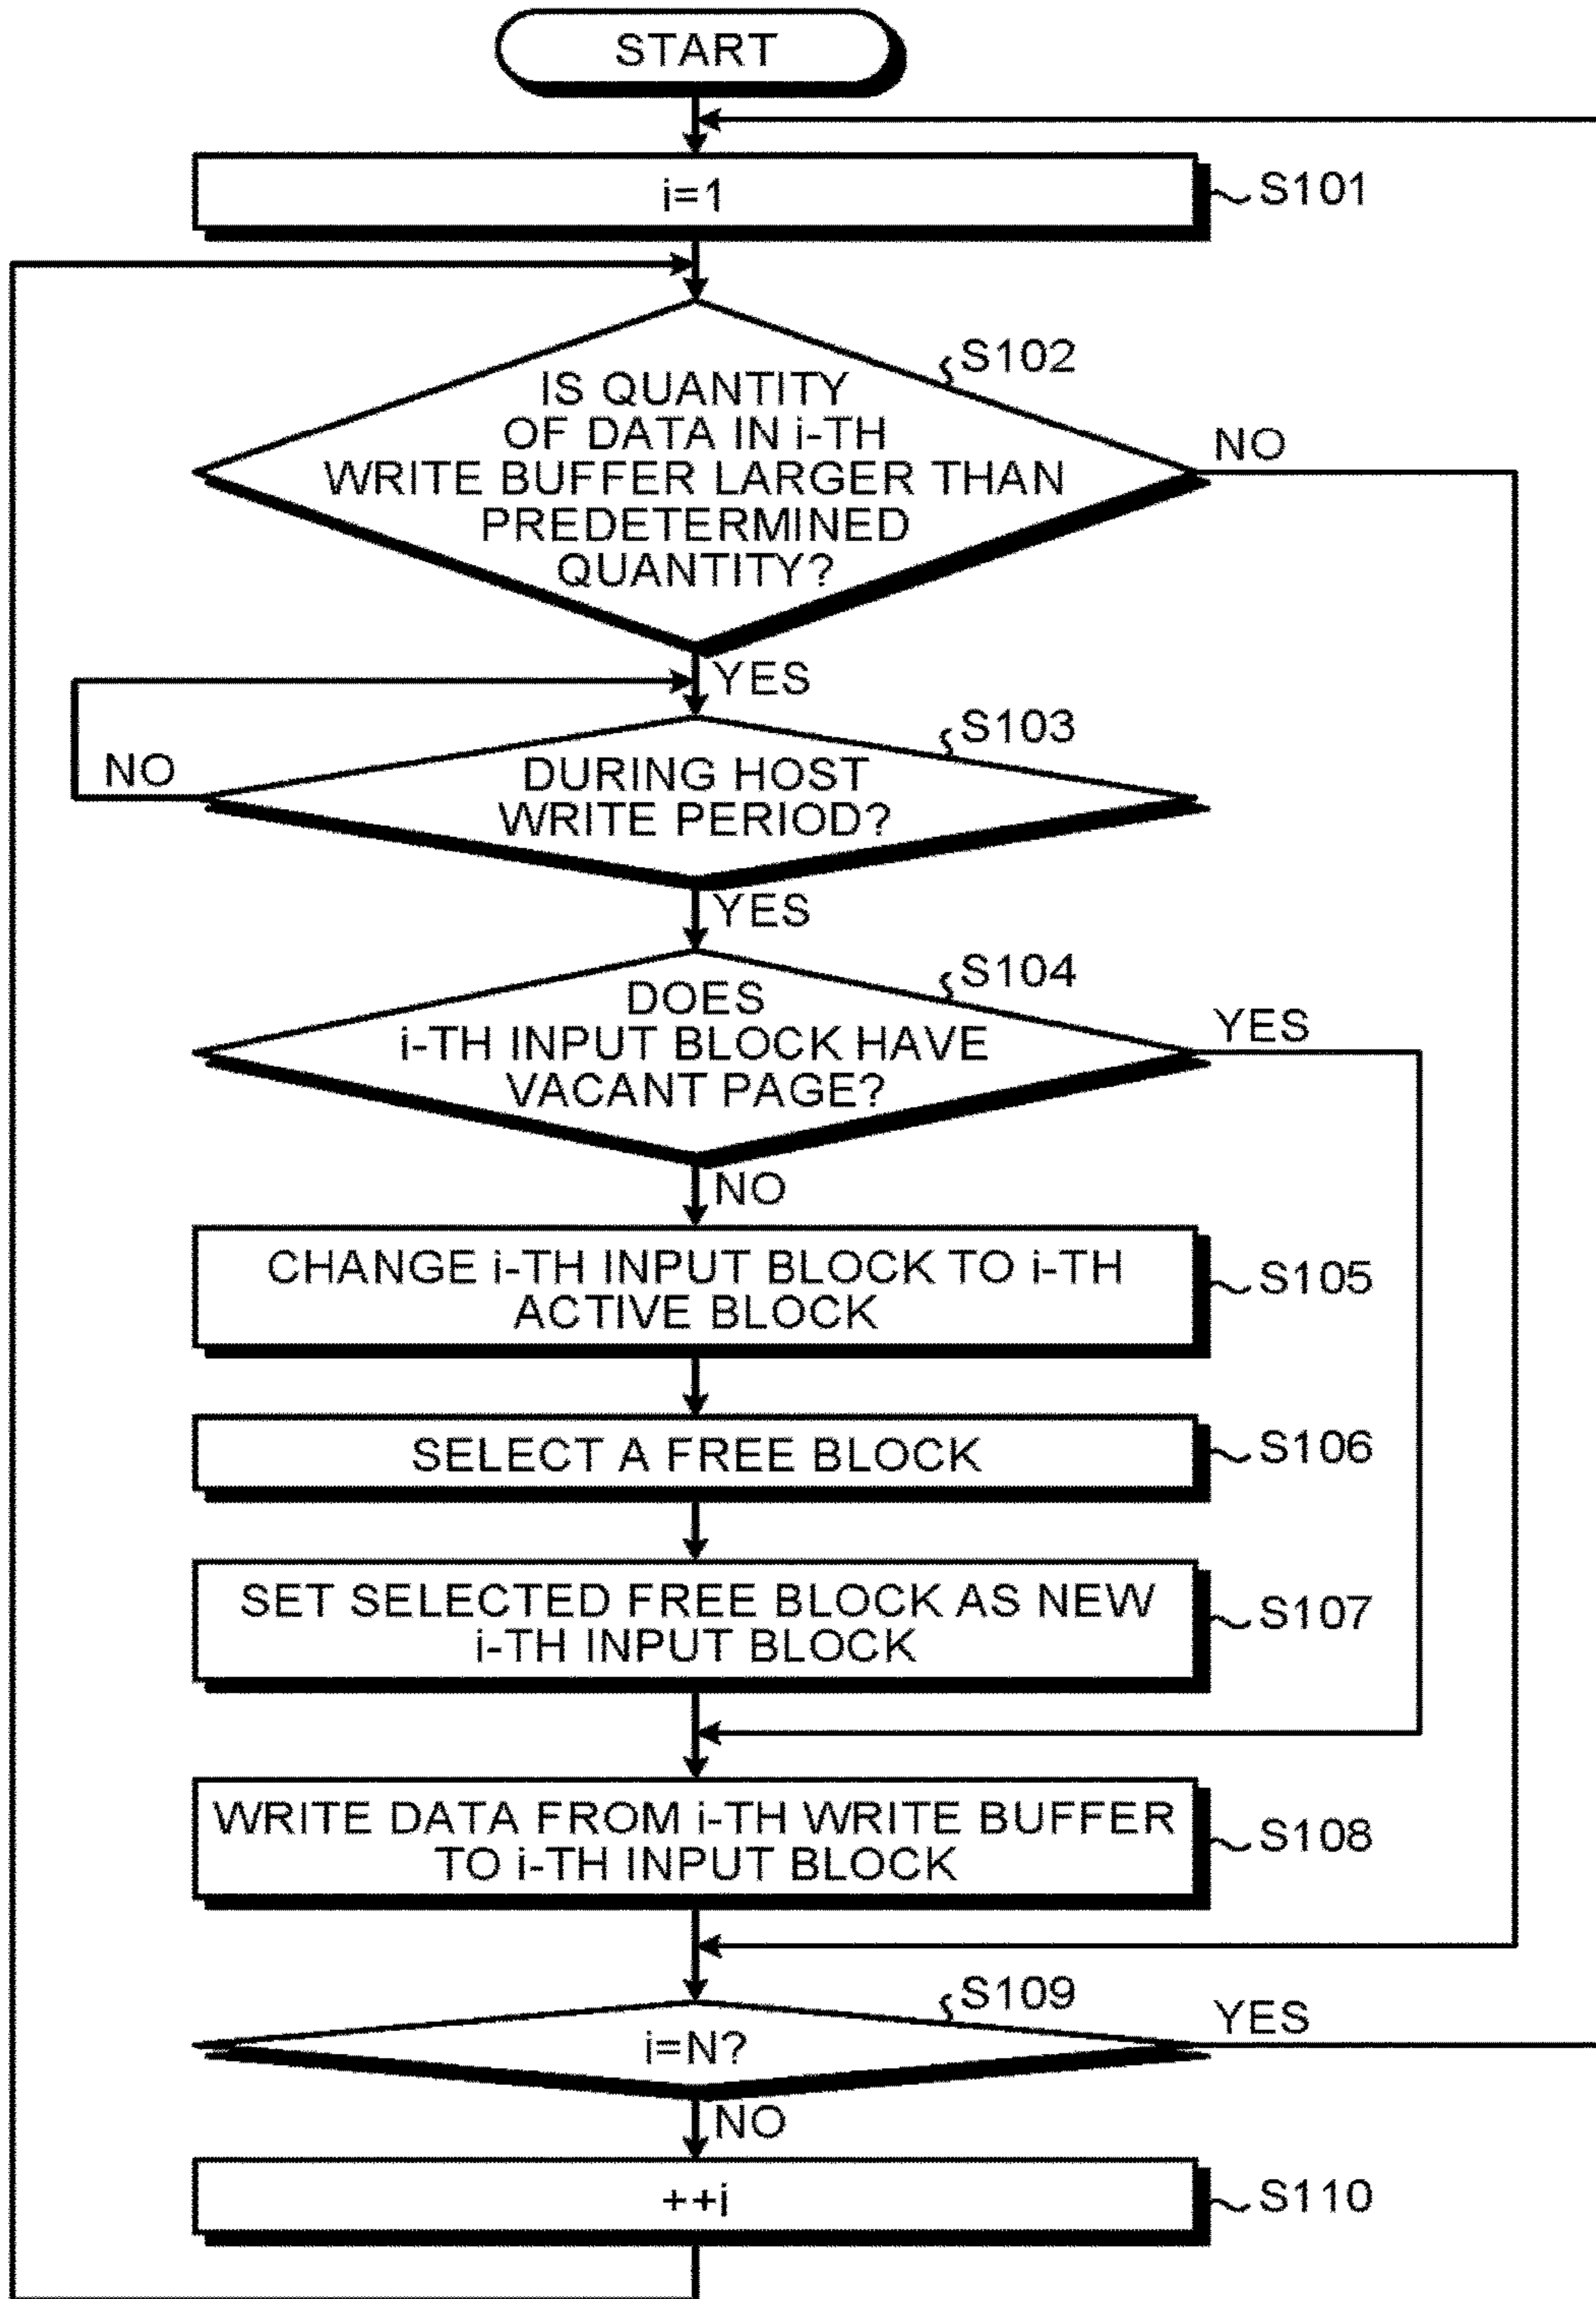 START
i=1
S101
S102
IS QUANTITY
OF DATA IN i-TH
WRITE BUFFER LARGER THAN
PREDETERMINED
QUANTITY?
NO
YES
S103
DURING HOST
WRITE PERIOD?
NO
YES
S104
DOES
i-TH INPUT BLOCK HAVE
VACANT PAGE?
YES
NO
CHANGE i-TH INPUT BLOCK TO i-TH
ACTIVE BLOCK
S105
SELECT A FREE BLOCK
S106
SET SELECTED FREE BLOCK AS NEW
i-TH INPUT BLOCK
S107
WRITE DATA FROM i-TH WRITE BUFFER
TO i-TH INPUT BLOCK
S108
S109
i=N?
YES
NO
++i
S110